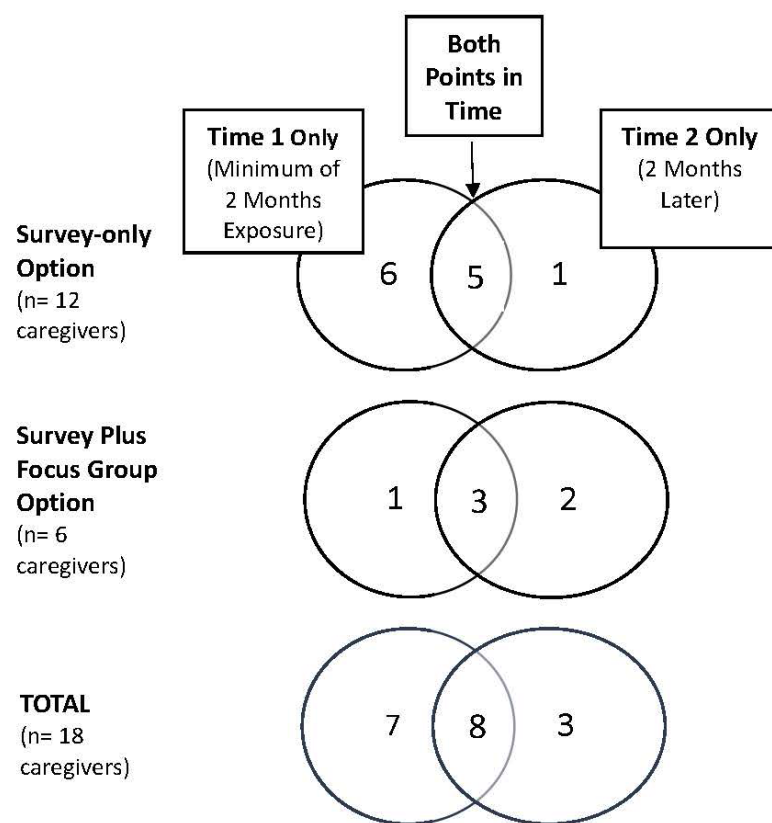 Both
Points in
Time
Time 1 Only
(Minimum of
2 Months
Exposure)
Time 2 Only
(2 Months
Later)
Survey-only
Option
(n= 12
caregivers)
6
5
1
Survey Plus
Focus Group
Option
(n= 6
caregivers)
1
3
2
TOTAL
(n= 18
caregivers)
7
8
3